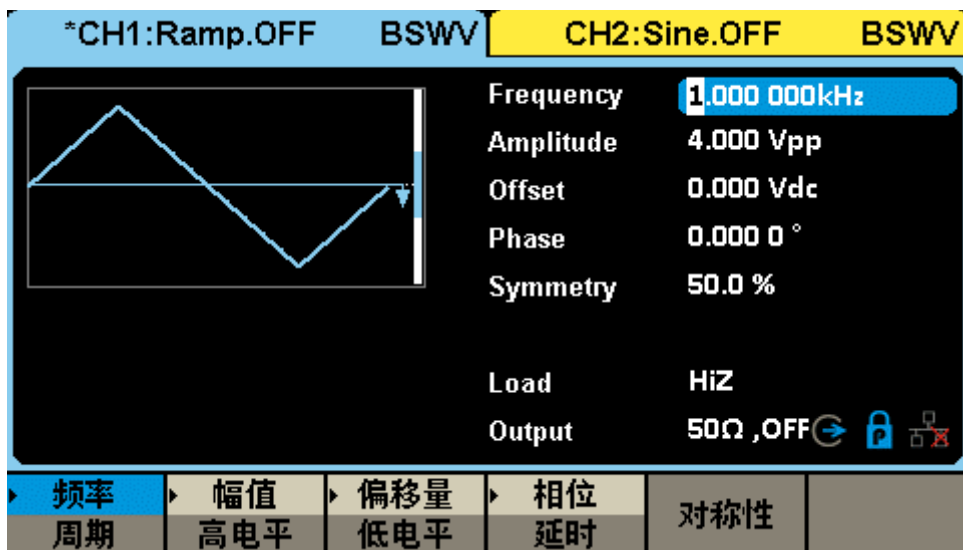 *CH1:Ramp.OFF BSWV CH2:Sine.OFF BSWV
Frequency 1.000 000kHz
Amplitude 4.000 Vpp
Offset 0.000 Vdc
Phase 0.000 0 °
Symmetry 50.0 %
Load HiZ
Output 50Ω ,OFF P
频率 幅值 偏移量 相位 对称性
周期 高电平 低电平 延时